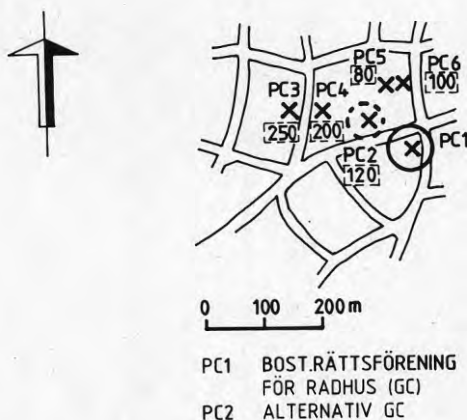 PC5
80
PC6
100
PC3
PC4
250
200
PC1
PC2
120
0 100 200 m
PC1 BOST.RÄTTSFÖRENING
FÖR RADHUS (GC)
PC2 ALTERNATIV GC